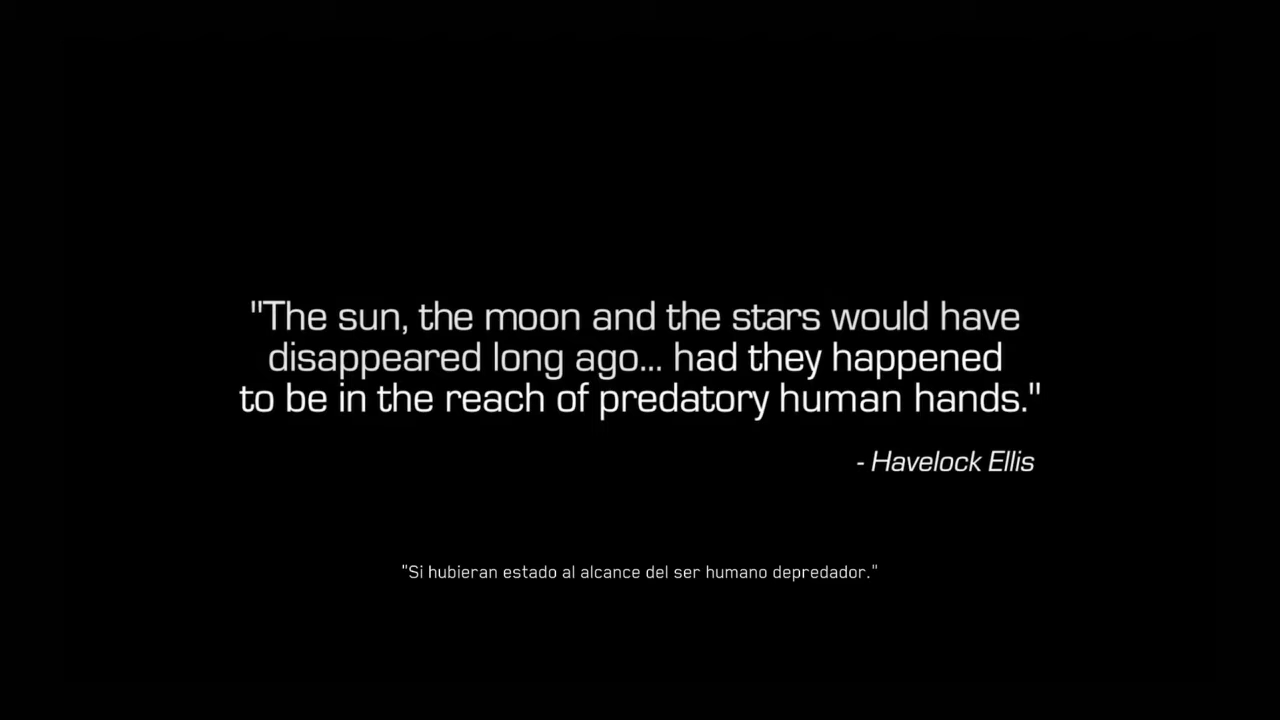 "The sun, the moon and the stars would have
disappeared long ago... had they happened
to be in the reach of predatory human hands."
- Havelock Ellis
"Si hubieran estado al alcance del ser humano depredador."